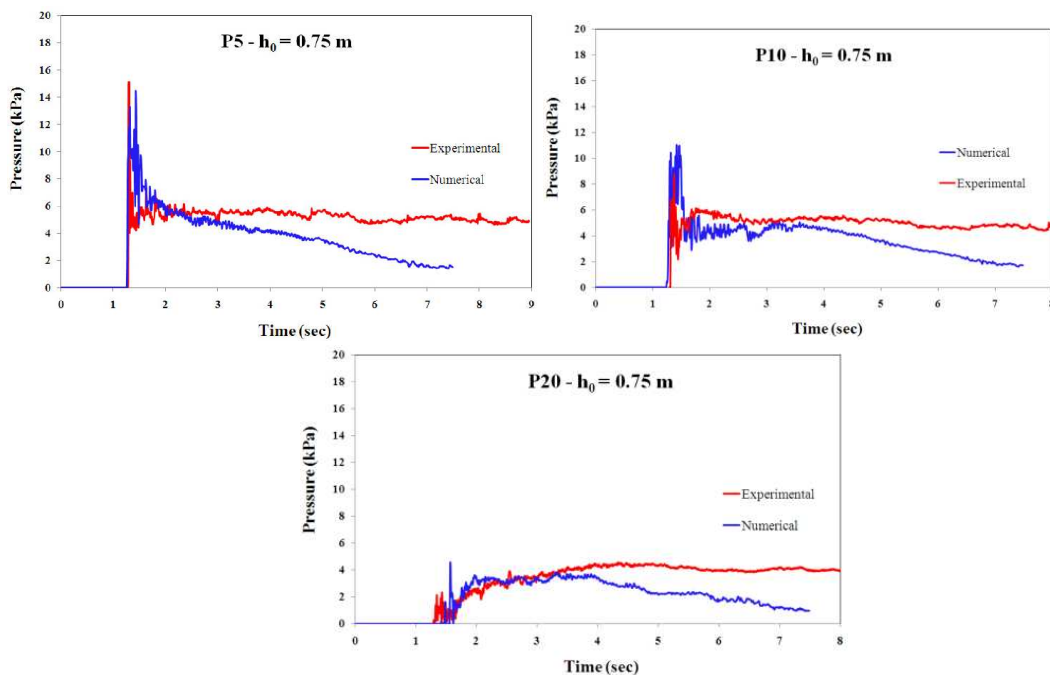 P5 - h₀ = 0.75 m
Pressure (kPa)
20
18
16
14
12
10
8
6
4
2
0
Experimental
Numerical
0 1 2 3 4 5 6 7 8 9
Time (sec)
P10 - h₀ = 0.75 m
Pressure (kPa)
20
18
16
14
12
10
8
6
4
2
0
Numerical
Experimental
0 1 2 3 4 5 6 7 8
Time (sec)
P20 - h₀ = 0.75 m
Pressure (kPa)
20
18
16
14
12
10
8
6
4
2
0
Experimental
Numerical
0 1 2 3 4 5 6 7 8
Time (sec)